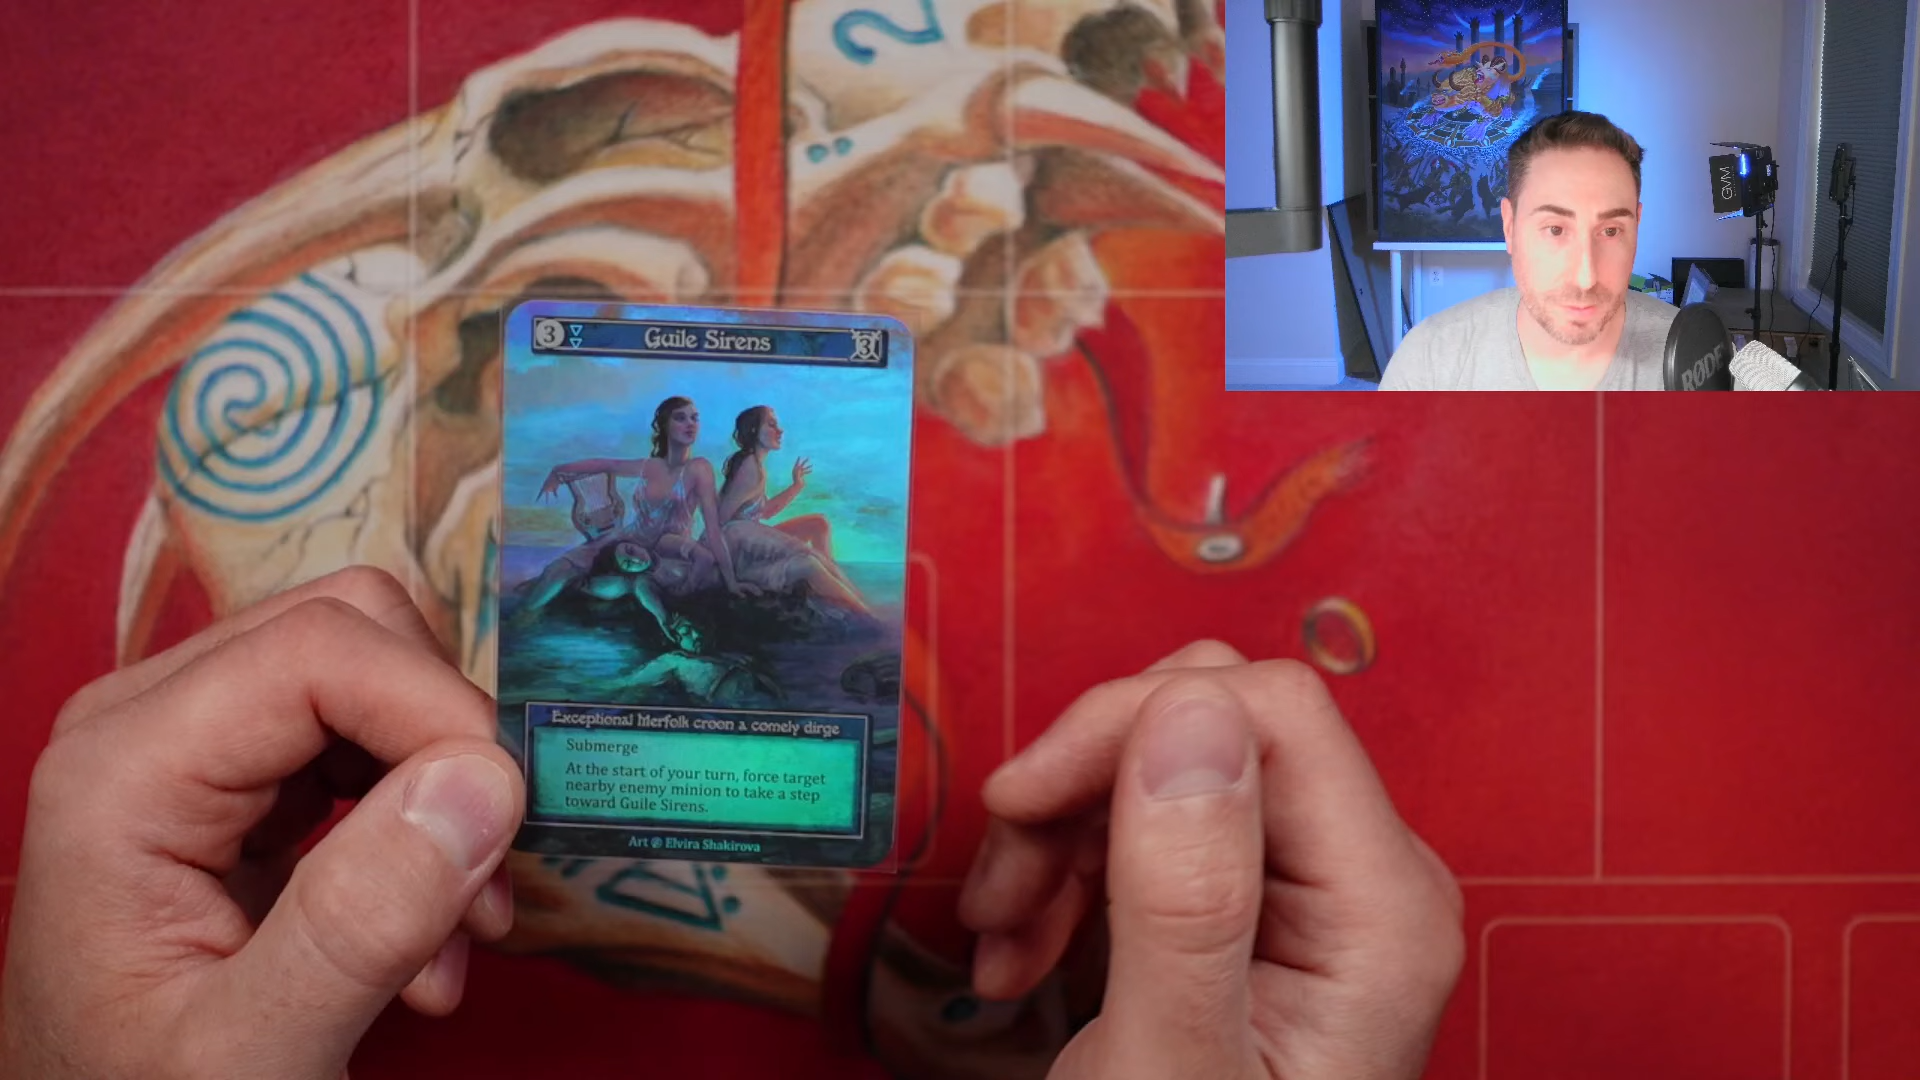 3
Guile Sirens
3
Exceptional Merfolk croon a comely dirge
Submerge
At the start of your turn, force target
nearby enemy minion to take a step
toward Guile Sirens.
Art @ Elvira Shakirova
GVM
RØDE